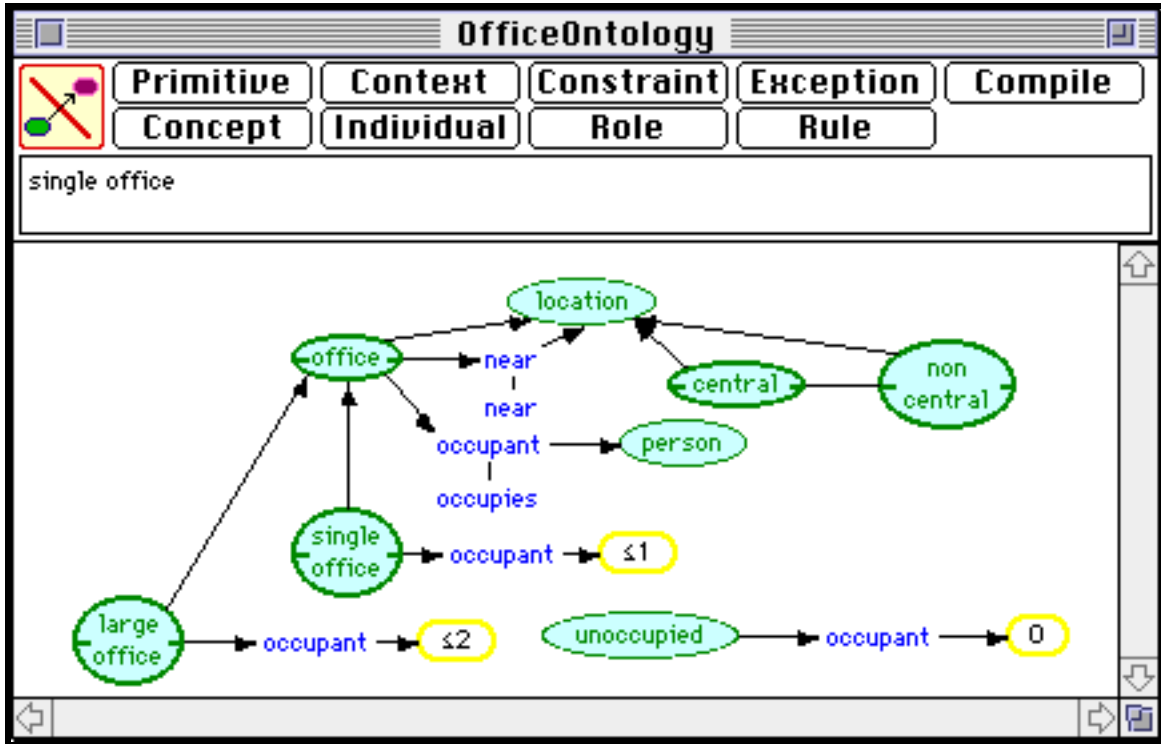 OfficeOntology
Primitive Context Constraint Exception Compile
Concept Individual Role Rule
single office
location
office near
near
central
non
central
occupant person
occupies
single
office
occupant ≤1
large
office
occupant ≤2
unoccupied occupant 0